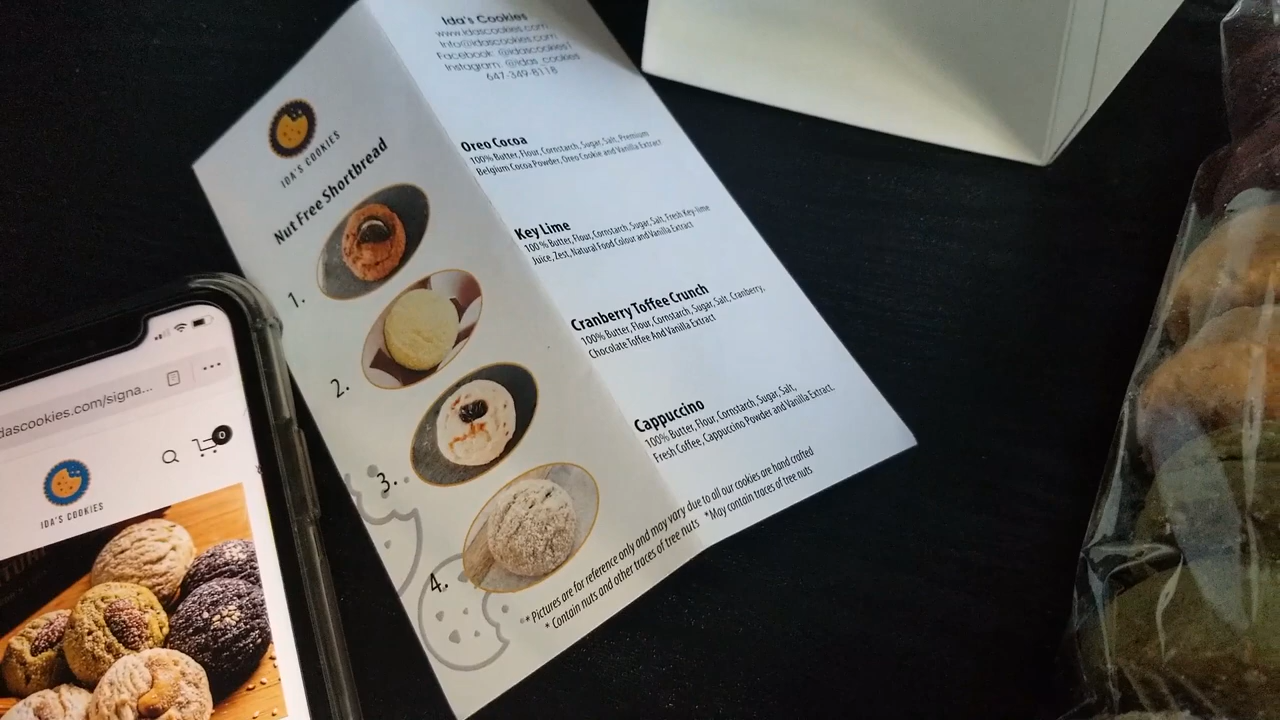 Ida's Cookies
www.idascookies.com
Info@idascookies.com
Facebook: @idascookies1
Instagram: @idas_cookies
647-349-8118
IDA'S COOKIES
Nut Free Shortbread
1.
2.
3.
4.
Oreo Cocoa
100% Butter, Flour, Cornstarch, Sugar, Salt, Premium
Belgium Cocoa Powder, Oreo Cookie and Vanilla Extract
Key Lime
100 % Butter, Flour, Cornstarch, Sugar, Salt, Fresh Key-lime
Juice, Zest, Natural Food Colour and Vanilla Extract
Cranberry Toffee Crunch
100% Butter, Flour, Cornstarch, Sugar, Salt, Cranberry,
Chocolate Toffee And Vanilla Extract
Cappuccino
100% Butter, Flour, Cornstarch, Sugar, Salt,
Fresh Coffee, Cappuccino Powder and Vanilla Extract.
** Pictures are for reference only and may vary due to all our cookies are hand crafted
* Contain nuts and other traces of tree nuts *May contain traces of tree nuts
dascookies.com/signa...
0
IDA'S COOKIES